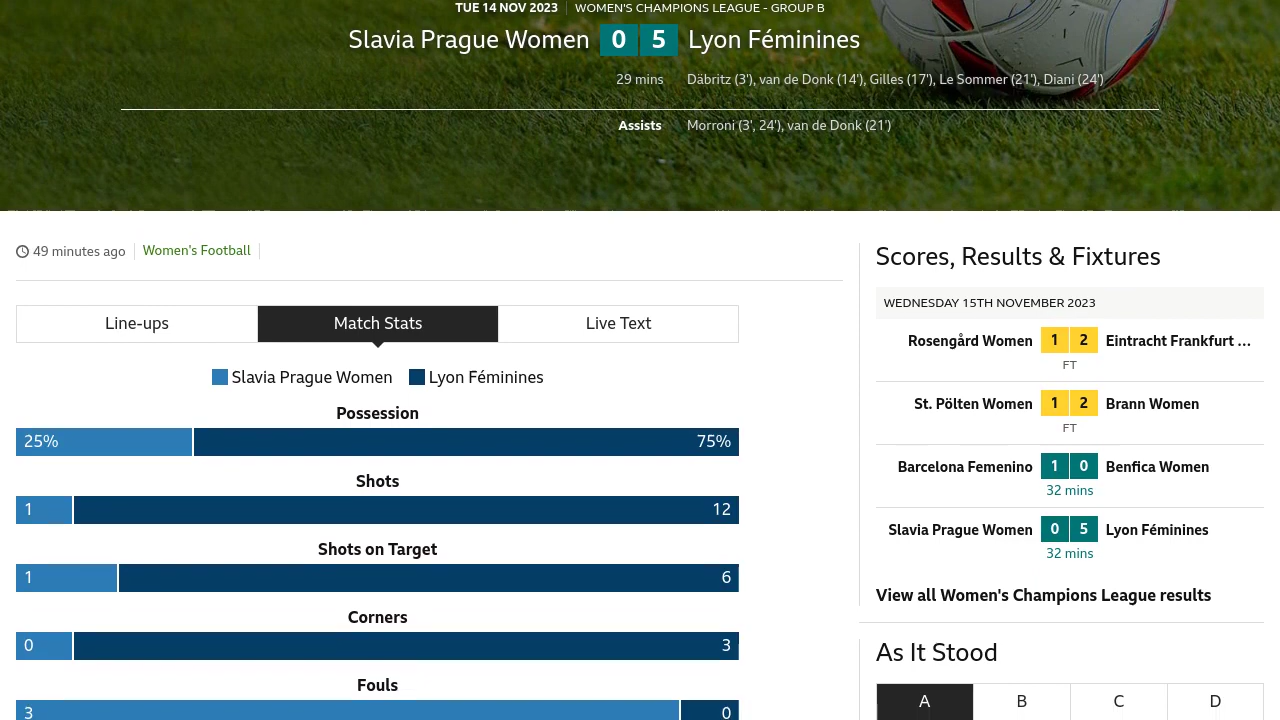 TUE 14 NOV 2023 WOMEN'S CHAMPIONS LEAGUE - GROUP B
Slavia Prague Women 0 5 Lyon Féminines
29 mins Däbritz (3'), van de Donk (14'), Gilles (17'), Le Sommer (21'), Diani (24')
Assists Morroni (3', 24'), van de Donk (21')
49 minutes ago Women's Football
Line-ups Match Stats Live Text
Slavia Prague Women Lyon Féminines
Possession
25% 75%
Shots
1 12
Shots on Target
1 6
Corners
0 3
Fouls
3 0
Scores, Results & Fixtures
WEDNESDAY 15TH NOVEMBER 2023
Rosengård Women 1 2 Eintracht Frankfurt ...
FT
St. Pölten Women 1 2 Brann Women
FT
Barcelona Femenino 1 0 Benfica Women
32 mins
Slavia Prague Women 0 5 Lyon Féminines
32 mins
View all Women's Champions League results
As It Stood
A B C D